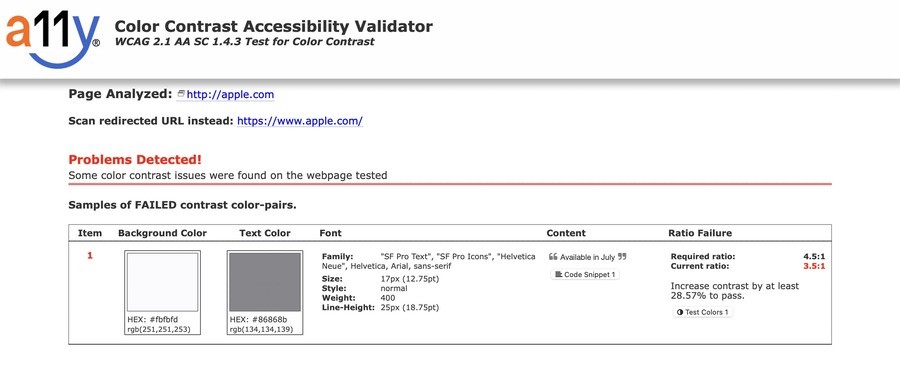 a11y®
Color Contrast Accessibility Validator
WCAG 2.1 AA SC 1.4.3 Test for Color Contrast
Page Analyzed: http://apple.com
Scan redirected URL instead: https://www.apple.com/
Problems Detected!
Some color contrast issues were found on the webpage tested
Samples of FAILED contrast color-pairs.
Item Background Color Text Color Font Content Ratio Failure
1
HEX: #fbfbfd
rgb(251,251,253)
HEX: #86868b
rgb(134,134,139)
Family: "SF Pro Text", "SF Pro Icons", "Helvetica
Neue", Helvetica, Arial, sans-serif
Size: 17px (12.75pt)
Style: normal
Weight: 400
Line-Height: 25px (18.75pt)
❝ Available in July ❞
Code Snippet 1
Required ratio: 4.5:1
Current ratio: 3.5:1
Increase contrast by at least
28.57% to pass.
Test Colors 1